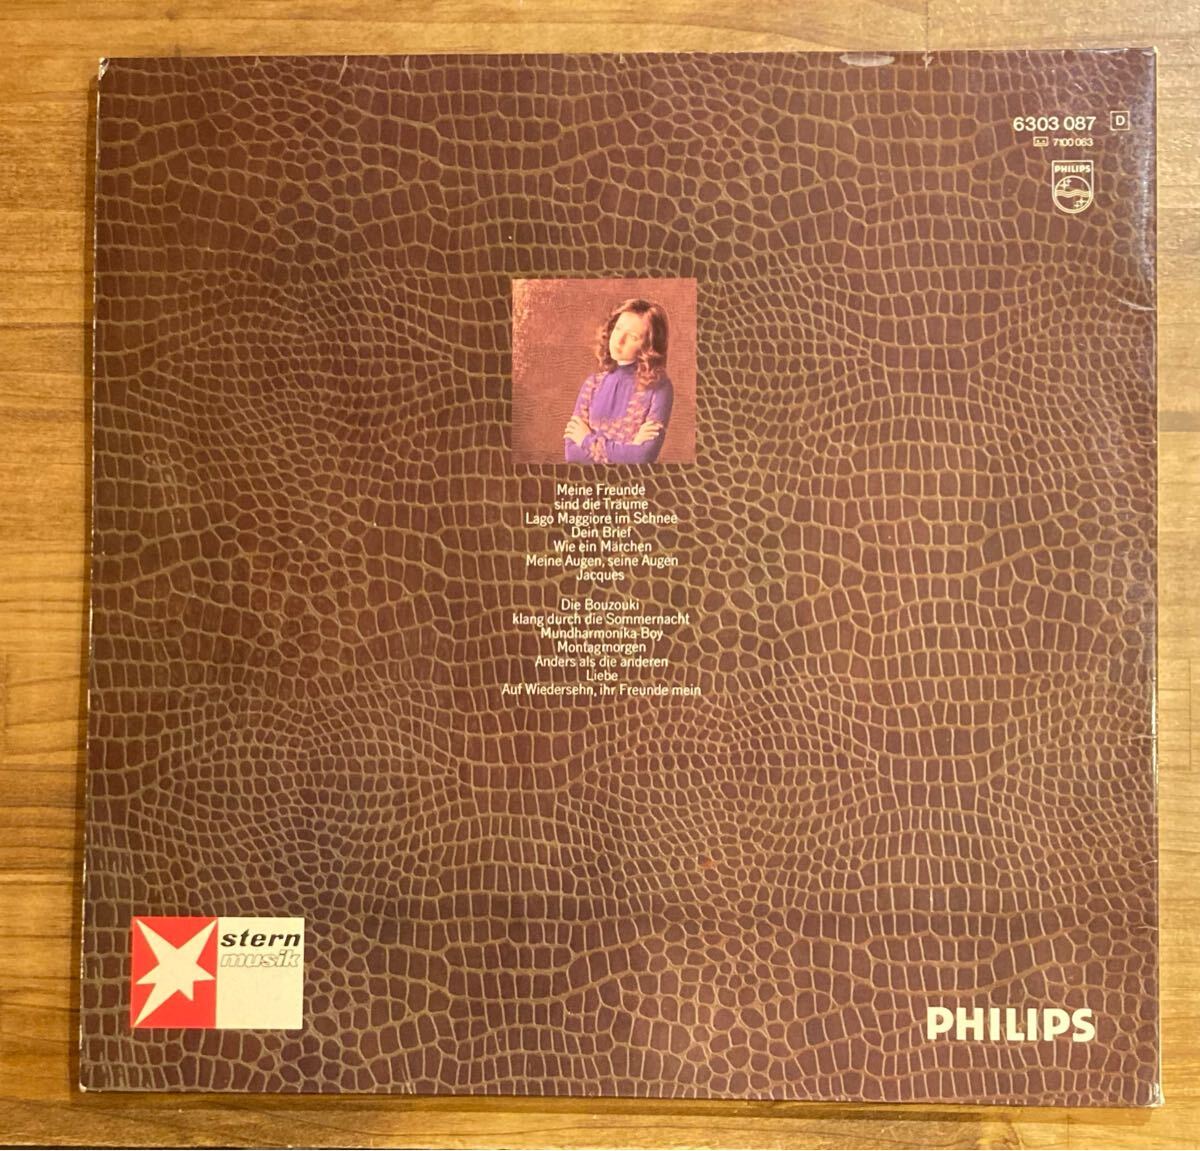 6303 087 D
7100 063
PHILIPS
Meine Freunde
sind die Träume
Lago Maggiore im Schnee
Dein Brief
Wie ein Märchen
Meine Augen, seine Augen
Jacques
Die Bouzouki
klang durch die Sommernacht
Mundharmonika-Boy
Montagmorgen
Anders als die anderen
Liebe
Auf Wiedersehn, ihr Freunde mein
stern
musik
PHILIPS